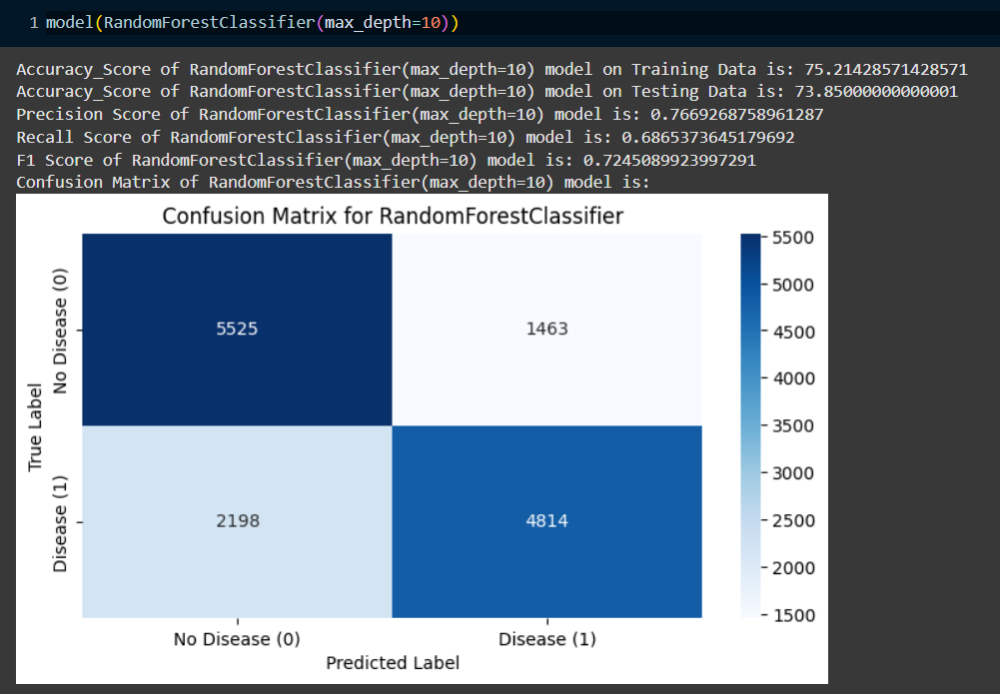 1 model(RandomForestClassifier(max_depth=10))
Accuracy_Score of RandomForestClassifier(max_depth=10) model on Training Data is: 75.21428571428571
Accuracy_Score of RandomForestClassifier(max_depth=10) model on Testing Data is: 73.85000000000001
Precision Score of RandomForestClassifier(max_depth=10) model is: 0.7669268758961287
Recall Score of RandomForestClassifier(max_depth=10) model is: 0.6865373645179692
F1 Score of RandomForestClassifier(max_depth=10) model is: 0.7245089923997291
Confusion Matrix of RandomForestClassifier(max_depth=10) model is:
Confusion Matrix for RandomForestClassifier
True Label
No Disease (0)
Disease (1)
5525 1463
2198 4814
No Disease (0) Disease (1)
Predicted Label
5500
5000
4500
4000
3500
3000
2500
2000
1500